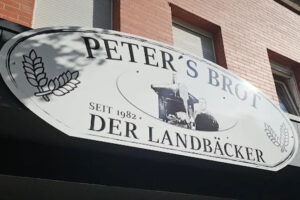 PETER´S BROT
SEIT 1982
DER LANDBÄCKER